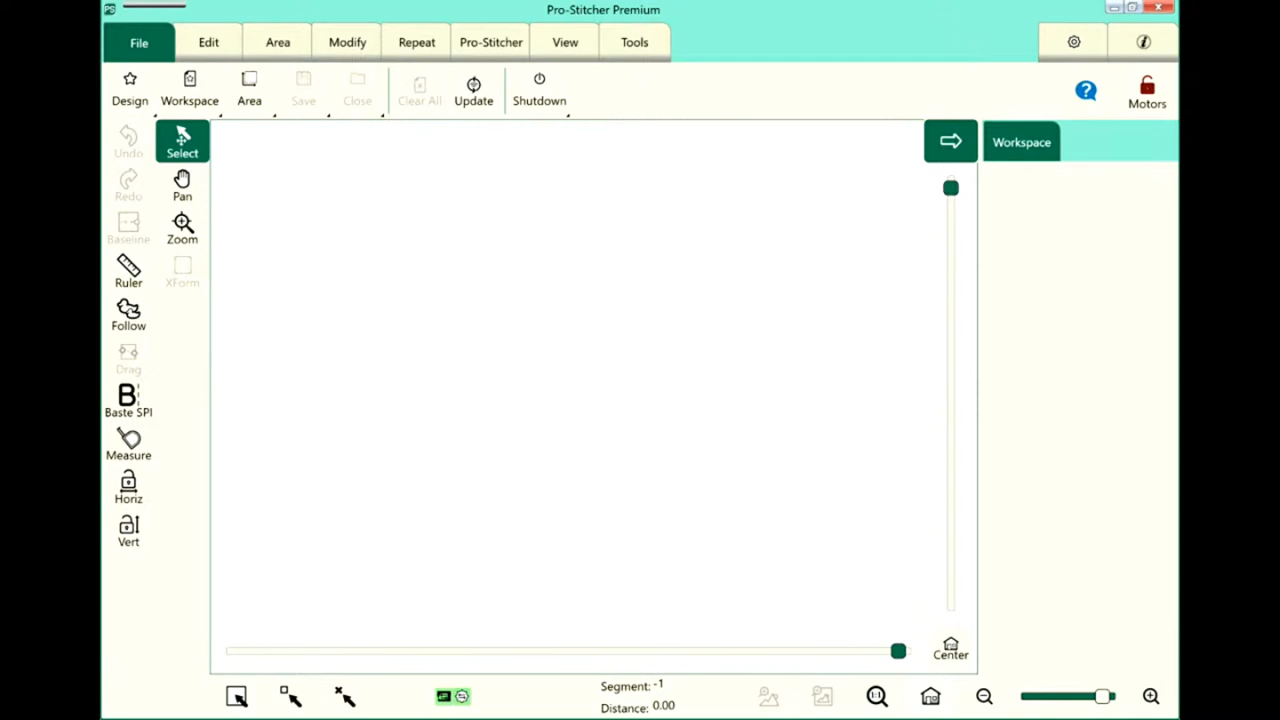 PS
Pro-Stitcher Premium
File Edit Area Modify Repeat Pro-Stitcher View Tools
Design Workspace Area Save Close Clear All Update Shutdown
Motors
Undo Select
Workspace
Redo Pan
Baseline Zoom
Ruler XForm
Follow
Drag
B
Baste SPI
Measure
Horiz
Vert
Center
Segment: -1
Distance: 0.00